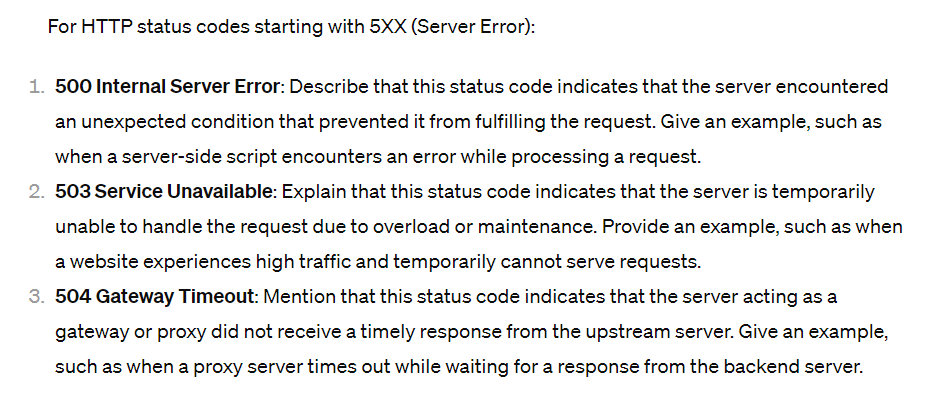 For HTTP status codes starting with 5XX (Server Error):
1. 500 Internal Server Error: Describe that this status code indicates that the server encountered
an unexpected condition that prevented it from fulfilling the request. Give an example, such as
when a server-side script encounters an error while processing a request.
2. 503 Service Unavailable: Explain that this status code indicates that the server is temporarily
unable to handle the request due to overload or maintenance. Provide an example, such as when
a website experiences high traffic and temporarily cannot serve requests.
3. 504 Gateway Timeout: Mention that this status code indicates that the server acting as a
gateway or proxy did not receive a timely response from the upstream server. Give an example,
such as when a proxy server times out while waiting for a response from the backend server.